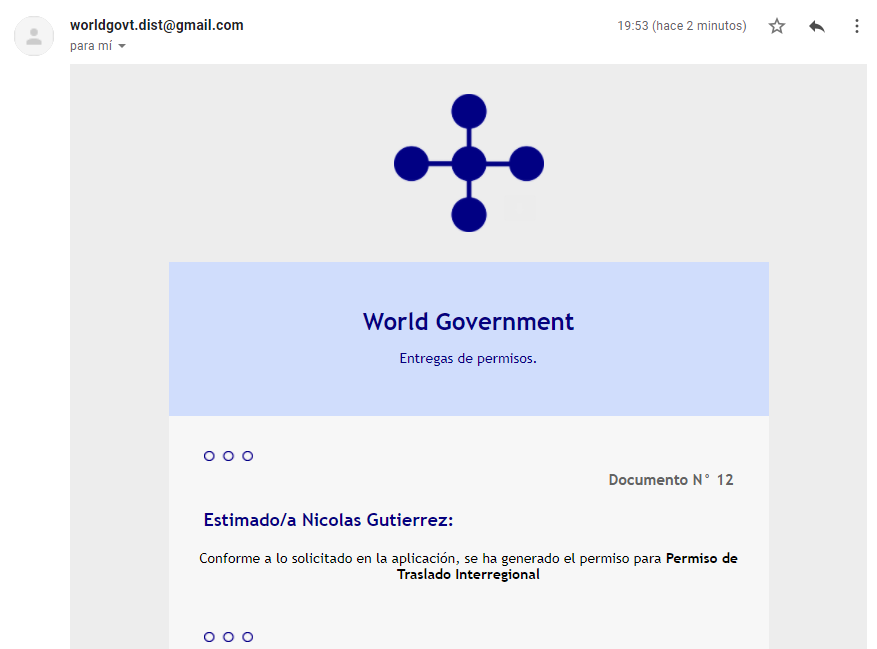 worldgovt.dist@gmail.com
19:53 (hace 2 minutos)
para mí
World Government
Entregas de permisos.
Documento N° 12
Estimado/a Nicolas Gutierrez:
Conforme a lo solicitado en la aplicación, se ha generado el permiso para Permiso de
Traslado Interregional